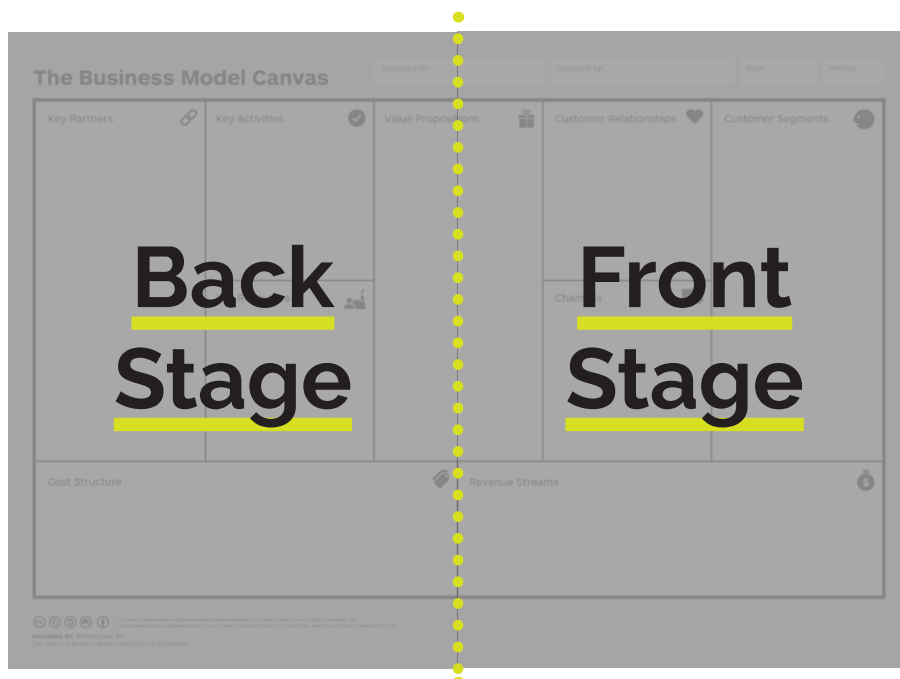 The Business Model Canvas
Designed for:
Designed by:
Date:
Version:
Key Partners
Key Activities
Value Propositions
Customer Relationships
Customer Segments
Back
Stage
Front
Stage
Cost Structure
Revenue Streams
DESIGNED BY: Strategyzer AG